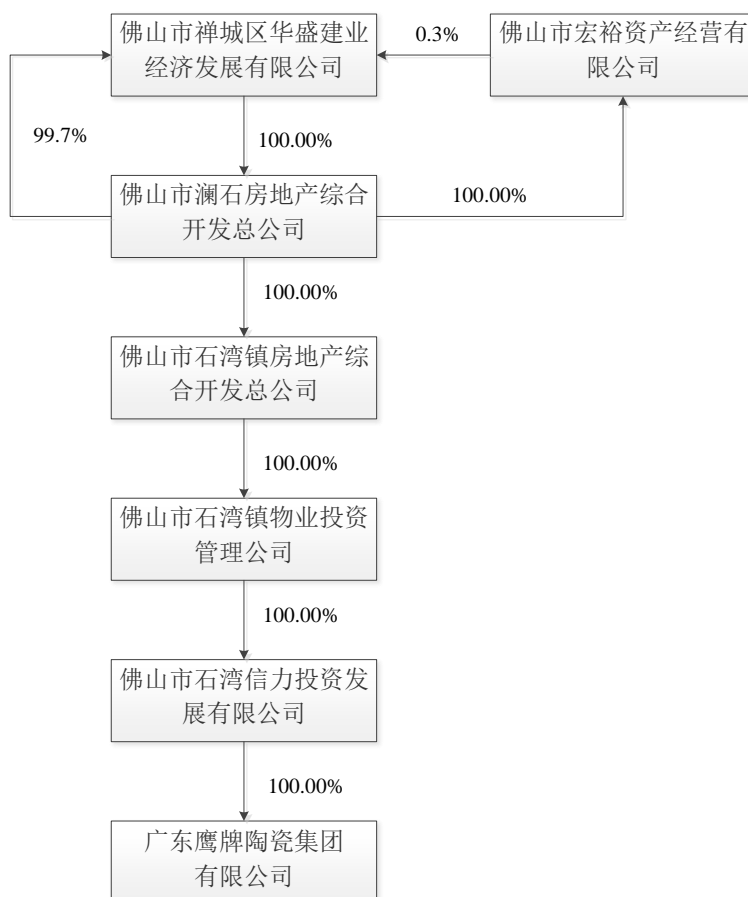 佛山市禅城区华盛建业
经济发展有限公司
0.3%
佛山市宏裕资产经营有
限公司
99.7%
100.00%
佛山市澜石房地产综合
开发总公司
100.00%
100.00%
佛山市石湾镇房地产综
合开发总公司
100.00%
佛山市石湾镇物业投资
管理公司
100.00%
佛山市石湾信力投资发
展有限公司
100.00%
广东鹰牌陶瓷集团
有限公司